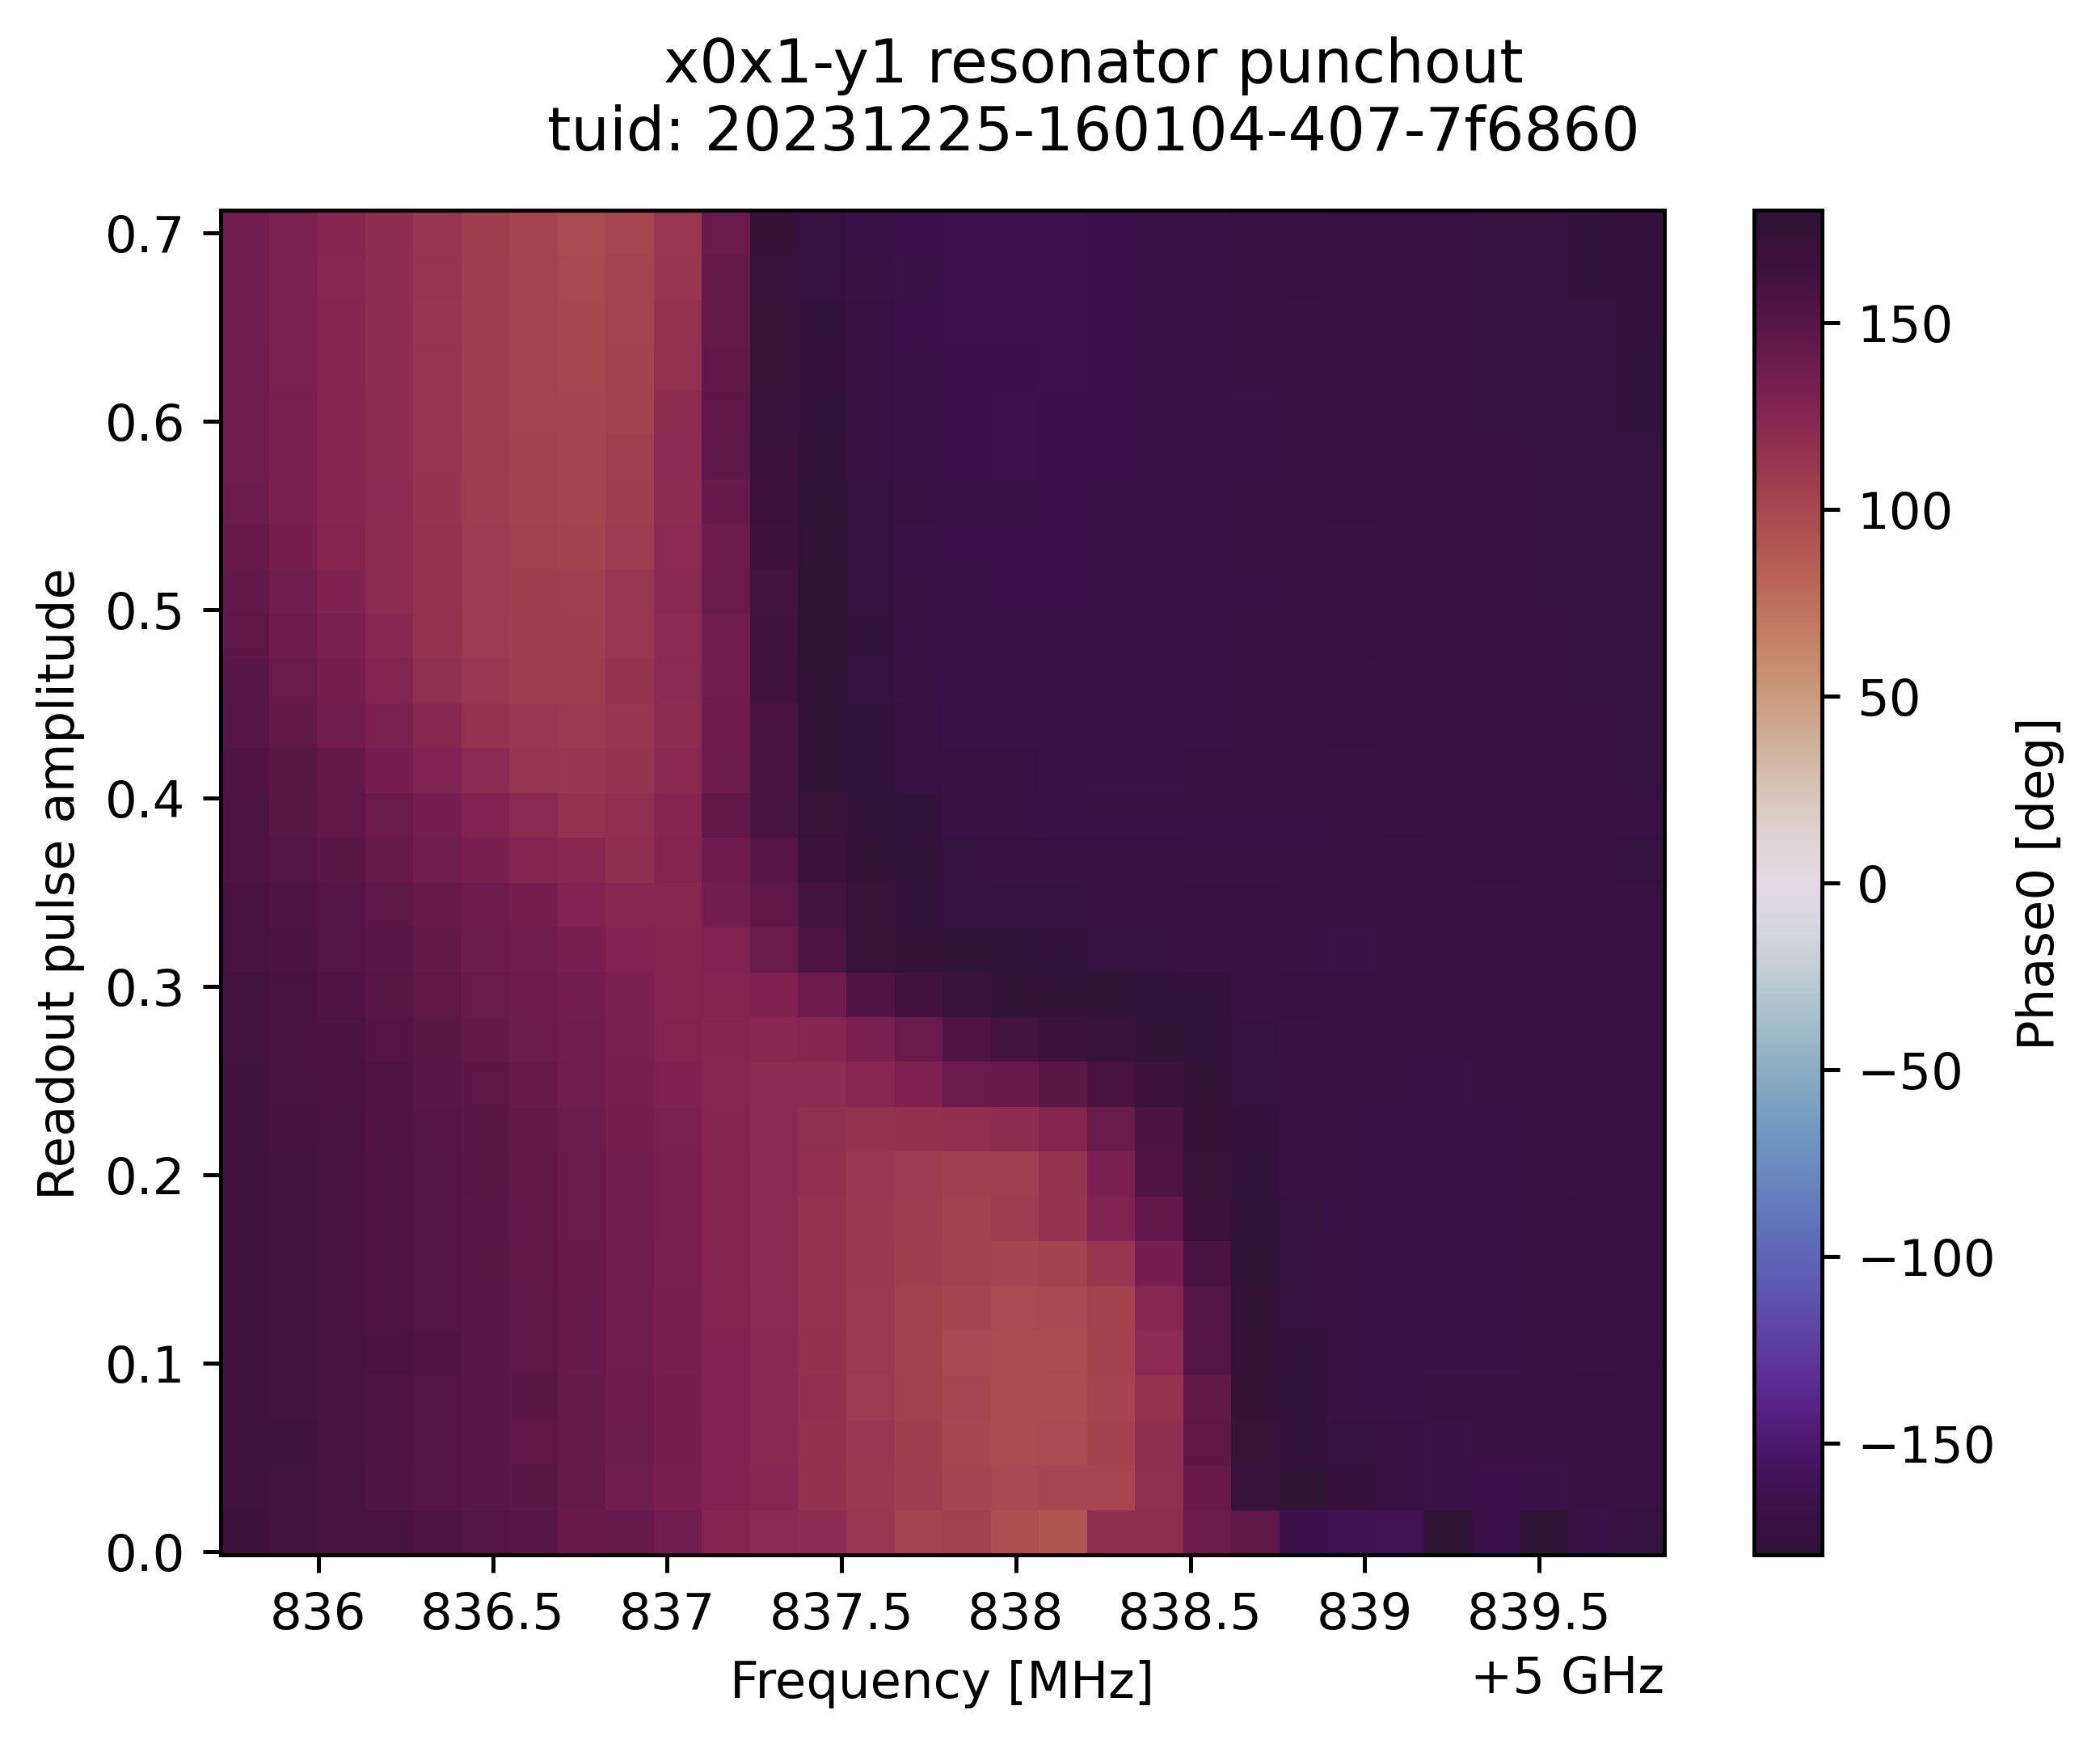 x0x1-y1 resonator punchout
tuid: 20231225-160104-407-7f6860
Readout pulse amplitude
0.7
0.6
0.5
0.4
0.3
0.2
0.1
0.0
836 836.5 837 837.5 838 838.5 839 839.5
Frequency [MHz]
+5 GHz
150
100
50
0
−50
−100
−150
Phase0 [deg]